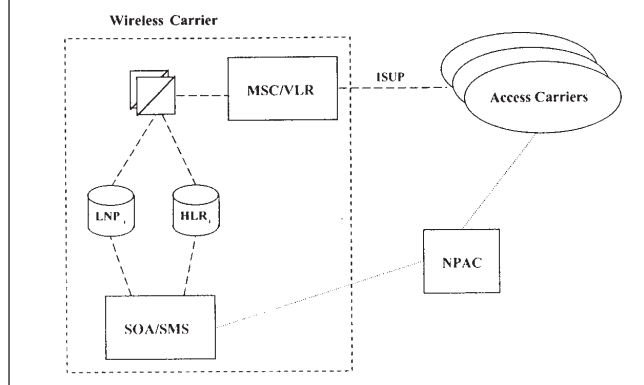 Wireless Carrier
MSC/VLR
ISUP
Access Carriers
LNP
HLR
NPAC
SOA/SMS